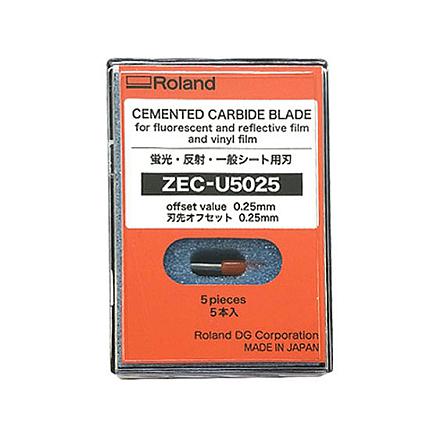 Roland
CEMENTED CARBIDE BLADE
for fluorescent and reflective film
and vinyl film
蛍光・反射・一般シート用刃
ZEC-U5025
offset value 0.25mm
刃先オフセット 0.25mm
5 pieces
5本入
Roland DG Corporation
MADE IN JAPAN